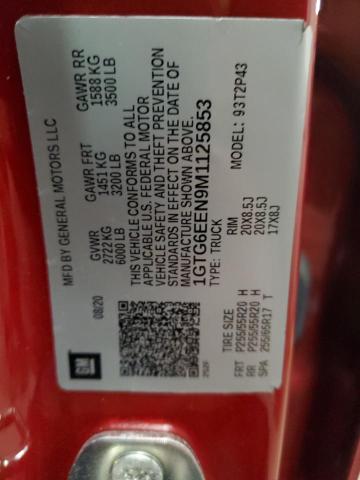 MFD BY GENERAL MOTORS LLC
08/20
GVWR GAWR FRT GAWR RR
2722 KG 1451 KG 1588 KG
6000 LB 3200 LB 3500 LB
THIS VEHICLE CONFORMS TO ALL
APPLICABLE U.S. FEDERAL MOTOR
VEHICLE SAFETY AND THEFT PREVENTION
STANDARDS IN EFFECT ON THE DATE OF
MANUFACTURE SHOWN ABOVE.
1GTG6EEN9M1125853
TYPE: TRUCK MODEL: 93T2P43
TIRE SIZE RIM
FRT P255/55R20 H 20X8.5J
RR P255/55R20 H 20X8.5J
SPA 255/65R17 T 17X8J
GM